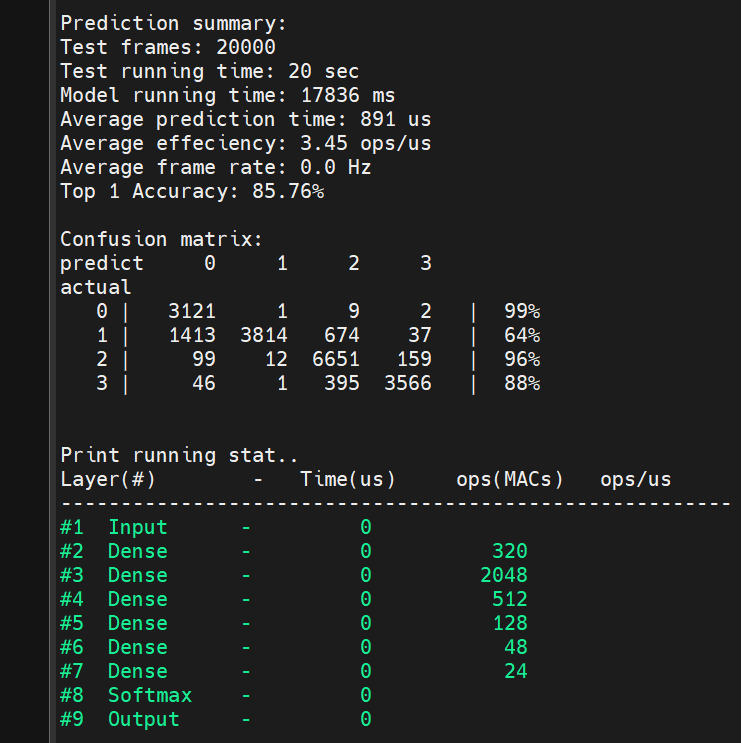 Prediction summary:
Test frames: 20000
Test running time: 20 sec
Model running time: 17836 ms
Average prediction time: 891 us
Average effeciency: 3.45 ops/us
Average frame rate: 0.0 Hz
Top 1 Accuracy: 85.76%
Confusion matrix:
predict     0     1     2     3
actual
   0 |   3121     1     9     2   |  99%
   1 |   1413  3814   674    37   |  64%
   2 |     99    12  6651   159   |  96%
   3 |     46     1   395  3566   |  88%
Print running stat..
Layer(#)        -   Time(us)     ops(MACs)   ops/us
--------------------------------------------------------
#1  Input      -         0
#2  Dense      -         0          320
#3  Dense      -         0         2048
#4  Dense      -         0          512
#5  Dense      -         0          128
#6  Dense      -         0           48
#7  Dense      -         0           24
#8  Softmax    -         0
#9  Output     -         0